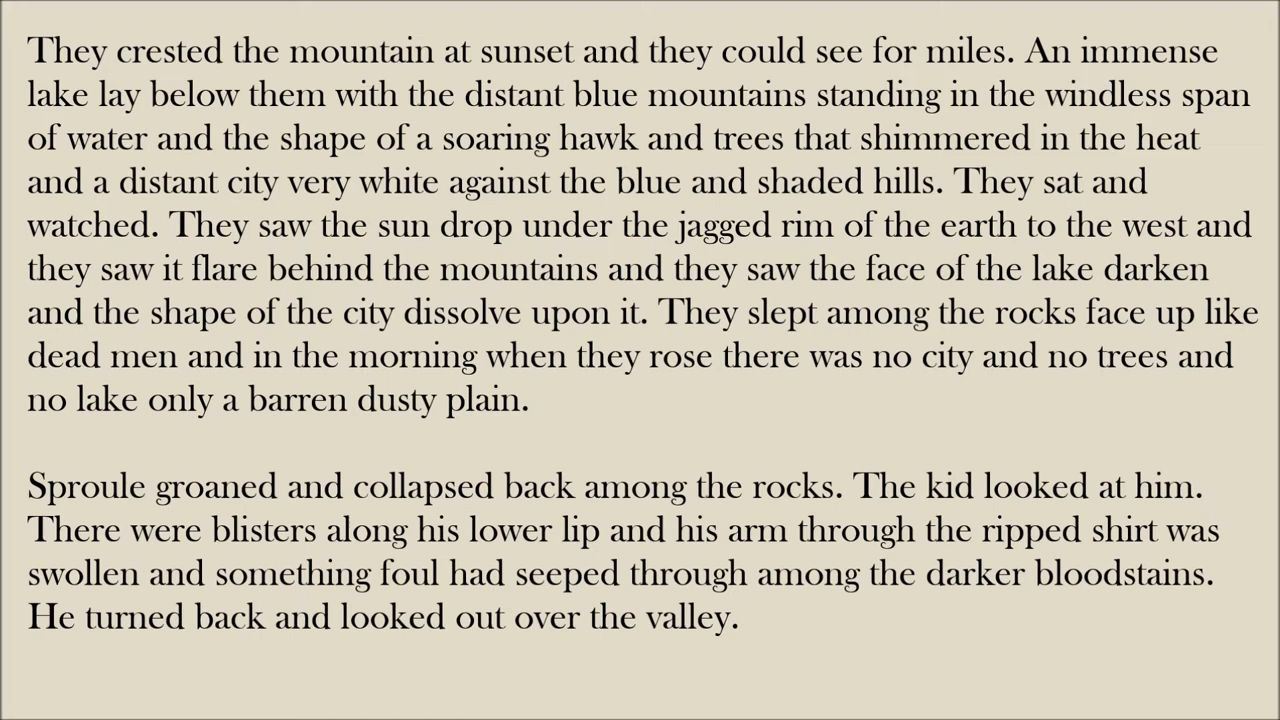 They crested the mountain at sunset and they could see for miles. An immense
lake lay below them with the distant blue mountains standing in the windless span
of water and the shape of a soaring hawk and trees that shimmered in the heat
and a distant city very white against the blue and shaded hills. They sat and
watched. They saw the sun drop under the jagged rim of the earth to the west and
they saw it flare behind the mountains and they saw the face of the lake darken
and the shape of the city dissolve upon it. They slept among the rocks face up like
dead men and in the morning when they rose there was no city and no trees and
no lake only a barren dusty plain.

Sproule groaned and collapsed back among the rocks. The kid looked at him.
There were blisters along his lower lip and his arm through the ripped shirt was
swollen and something foul had seeped through among the darker bloodstains.
He turned back and looked out over the valley.